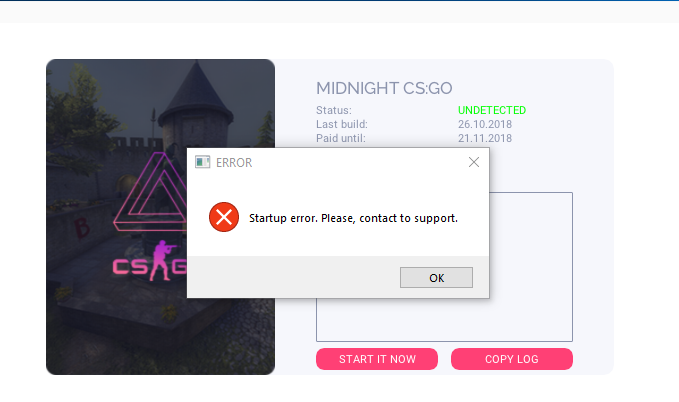 MIDNIGHT CS:GO
Status: UNDETECTED
Last build: 26.10.2018
Paid until: 21.11.2018
ERROR
Startup error. Please, contact to support.
OK
B
CS G
START IT NOW COPY LOG